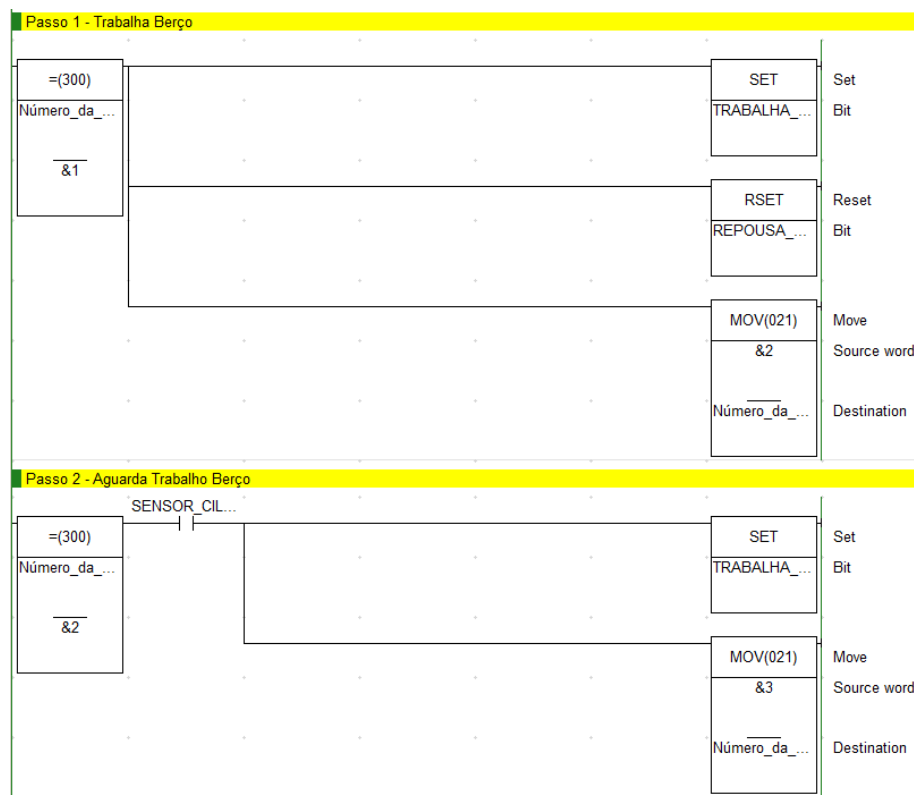 Passo 1 - Trabalha Berço
=(300)
Número_da_...
&1
SET
Set
TRABALHA_...
Bit
RSET
Reset
REPOUSA_...
Bit
MOV(021)
Move
&2
Source word
Número_da_...
Destination
Passo 2 - Aguarda Trabalho Berço
SENSOR_CIL...
=(300)
Número_da_...
&2
SET
Set
TRABALHA_...
Bit
MOV(021)
Move
&3
Source word
Número_da_...
Destination